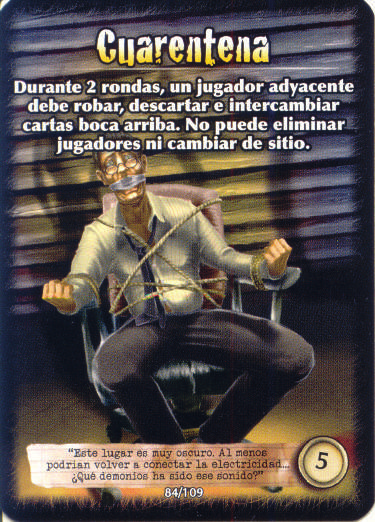 Cuarentena
Durante 2 rondas, un jugador adyacente
debe robar, descartar e intercambiar
cartas boca arriba. No puede eliminar
jugadores ni cambiar de sitio.
"Este lugar es muy oscuro. Al menos
podrían volver a conectar la electricidad...
¿Qué demonios ha sido ese sonido?"
5
84/109